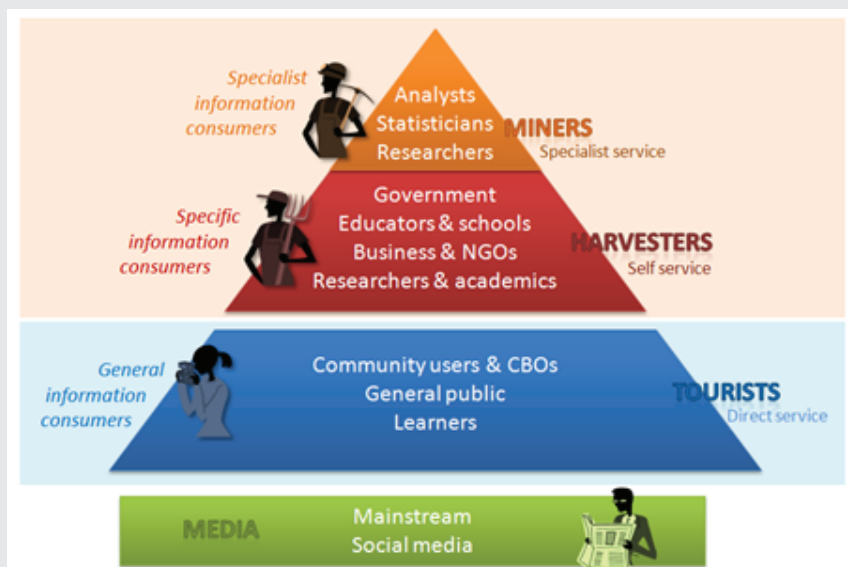 Specialist
information
consumers
Analysts
Statisticians
Researchers
MINERS
Specialist service
Specific
information
consumers
Government
Educators & schools
Business & NGOs
Researchers & academics
HARVESTERS
Self service
General
information
consumers
Community users & CBOs
General public
Learners
TOURISTS
Direct service
MEDIA
Mainstream
Social media